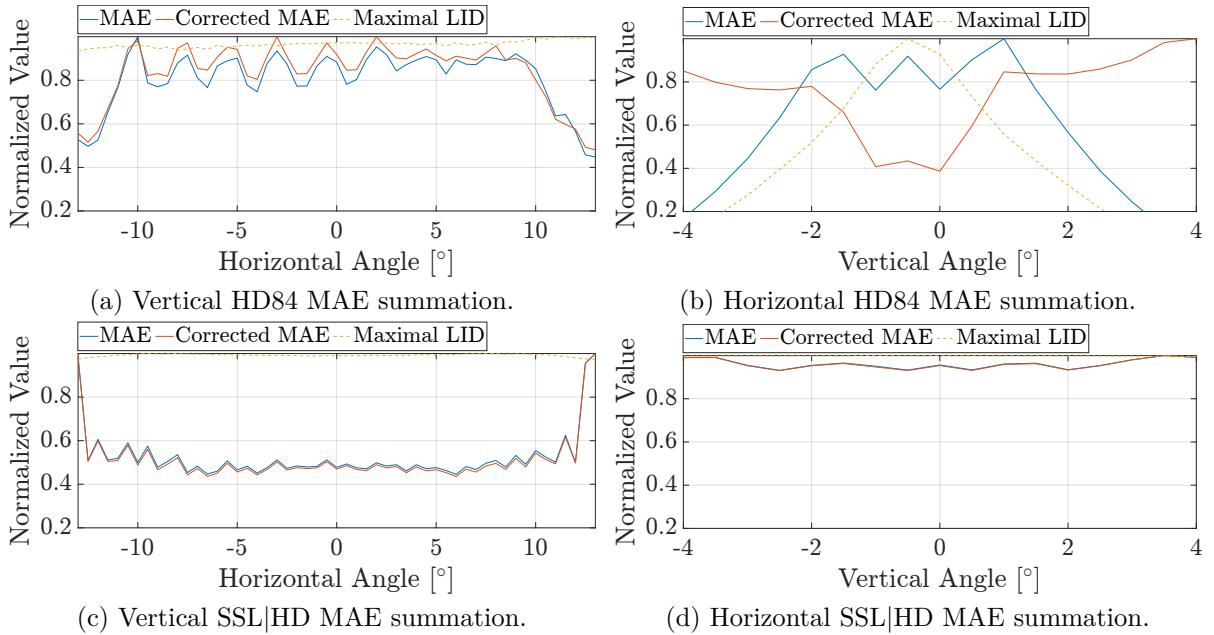 MAE Corrected MAE Maximal LID
Normalized Value
0.8
0.6
0.4
0.2
-10 -5 0 5 10
Horizontal Angle [°]
(a) Vertical HD84 MAE summation.
MAE Corrected MAE Maximal LID
Normalized Value
0.8
0.6
0.4
0.2
-4 -2 0 2 4
Vertical Angle [°]
(b) Horizontal HD84 MAE summation.
MAE Corrected MAE Maximal LID
Normalized Value
0.8
0.6
0.4
0.2
-10 -5 0 5 10
Horizontal Angle [°]
(c) Vertical SSL|HD MAE summation.
MAE Corrected MAE Maximal LID
Normalized Value
0.8
0.6
0.4
0.2
-4 -2 0 2 4
Vertical Angle [°]
(d) Horizontal SSL|HD MAE summation.